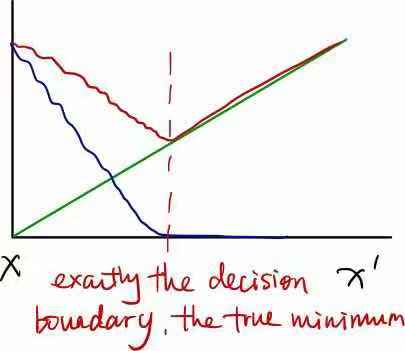 x x'
exactly the decision
boundary, the true minimum